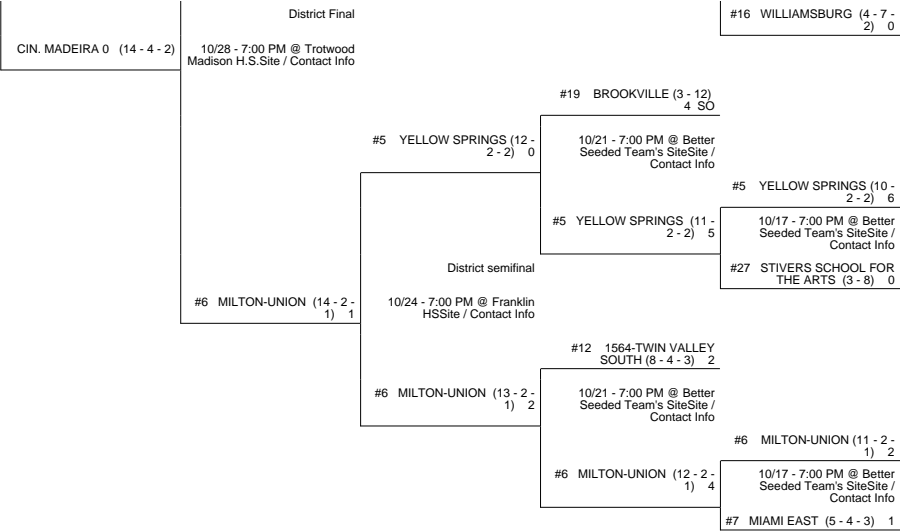 District Final
#16 WILLIAMSBURG (4 - 7 -
2) 0
CIN. MADEIRA 0 (14 - 4 - 2)
10/28 - 7:00 PM @ Trotwood
Madison H.S.Site / Contact Info
#19 BROOKVILLE (3 - 12)
4 SO
#5 YELLOW SPRINGS (12 -
2 - 2) 0
10/21 - 7:00 PM @ Better
Seeded Team's SiteSite /
Contact Info
#5 YELLOW SPRINGS (10 -
2 - 2) 6
#5 YELLOW SPRINGS (11 -
2 - 2) 5
10/17 - 7:00 PM @ Better
Seeded Team's SiteSite /
Contact Info
District semifinal
#27 STIVERS SCHOOL FOR
THE ARTS (3 - 8) 0
#6 MILTON-UNION (14 - 2 -
1) 1
10/24 - 7:00 PM @ Franklin
HSSite / Contact Info
#12 1564-TWIN VALLEY
SOUTH (8 - 4 - 3) 2
#6 MILTON-UNION (13 - 2 -
1) 2
10/21 - 7:00 PM @ Better
Seeded Team's SiteSite /
Contact Info
#6 MILTON-UNION (11 - 2 -
1) 2
#6 MILTON-UNION (12 - 2 -
1) 4
10/17 - 7:00 PM @ Better
Seeded Team's SiteSite /
Contact Info
#7 MIAMI EAST (5 - 4 - 3) 1